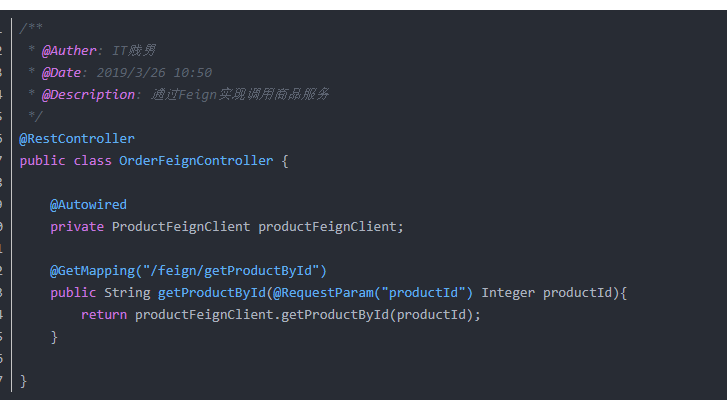 /**
* @Auther: IT贱男
* @Date: 2019/3/26 10:50
* @Description: 通过Feign实现调用商品服务
*/
@RestController
public class OrderFeignController {
@Autowired
private ProductFeignClient productFeignClient;
@GetMapping("/feign/getProductById")
public String getProductById(@RequestParam("productId") Integer productId){
return productFeignClient.getProductById(productId);
}
}